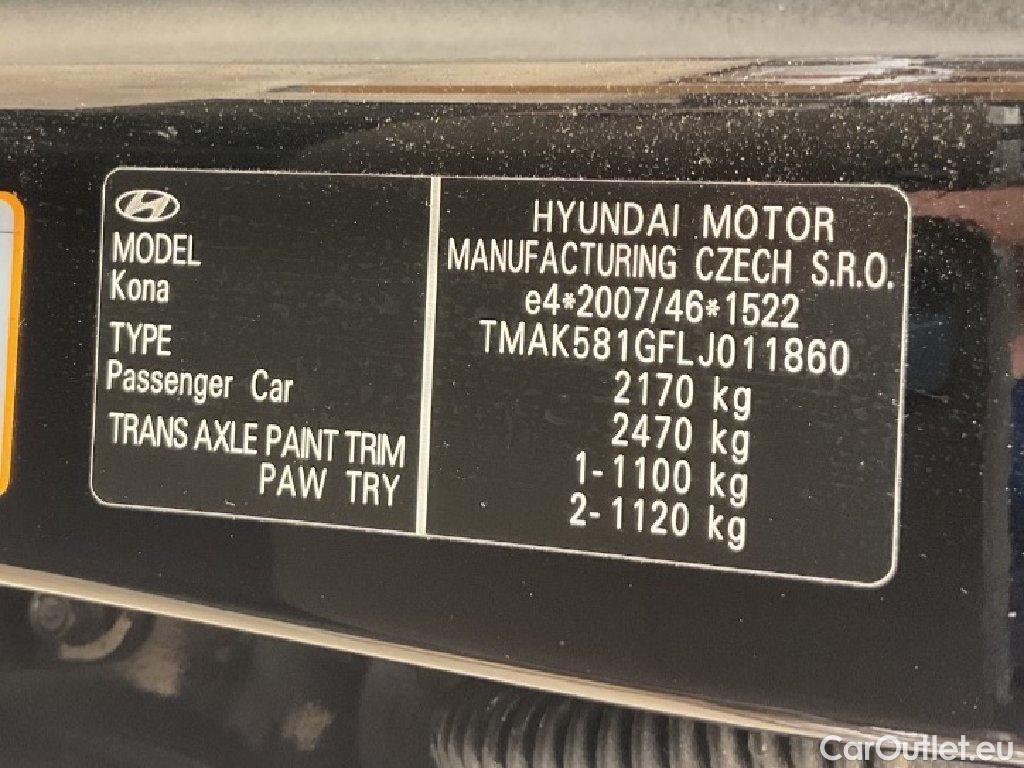 MODEL
Kona
TYPE
Passenger Car
TRANS AXLE PAINT TRIM
PAW TRY
HYUNDAI MOTOR
MANUFACTURING CZECH S.R.O.
e4*2007/46*1522
TMAK581GFLJ011860
2170 kg
2470 kg
1-1100 kg
2-1120 kg
CarOutlet.eu